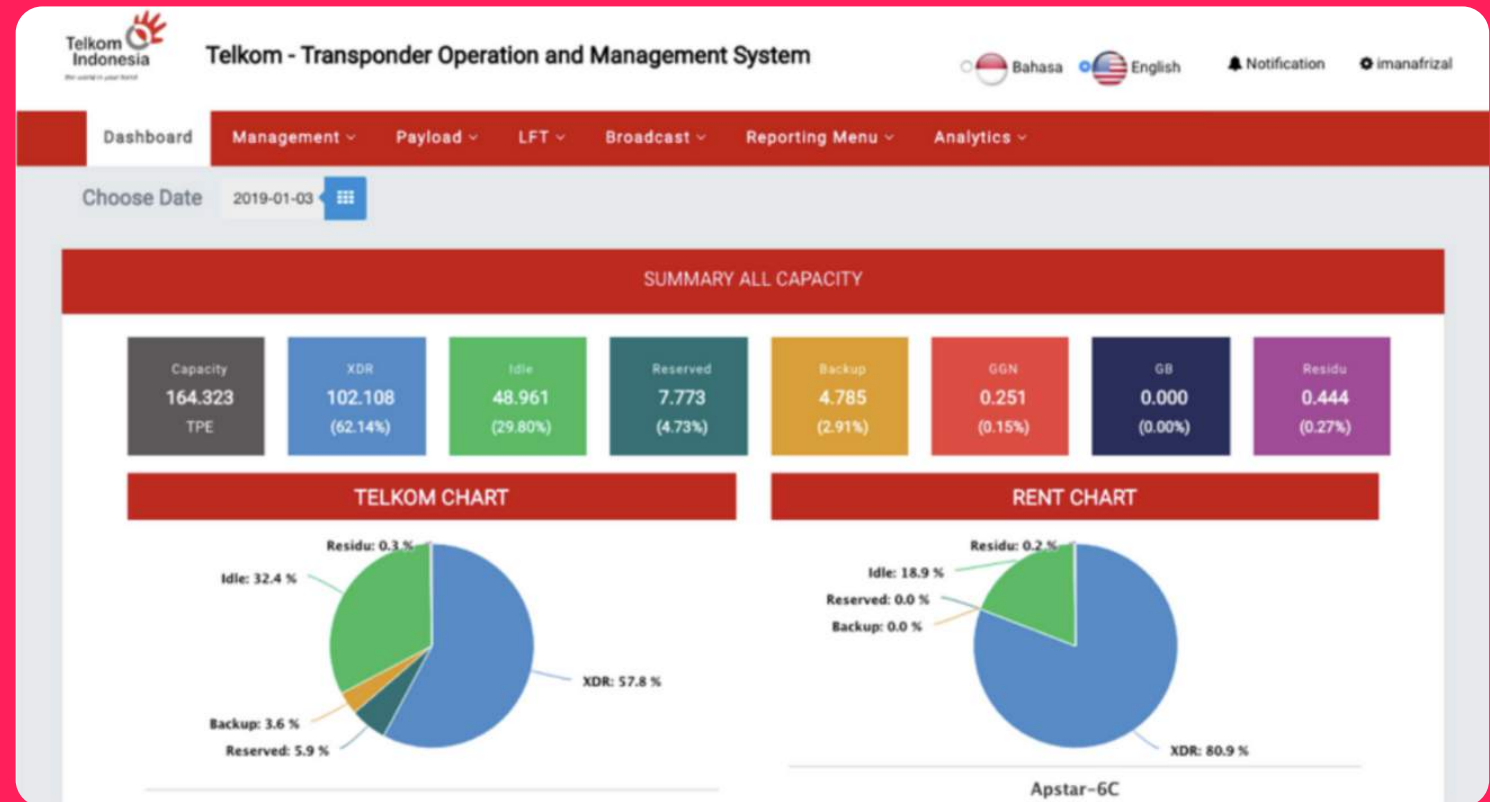 Telkom
Indonesia
the world in your hand
Telkom - Transponder Operation and Management System
Bahasa
English
Notification
imanafrizal
Dashboard
Management
Payload
LFT
Broadcast
Reporting Menu
Analytics
Choose Date
2019-01-03
SUMMARY ALL CAPACITY
Capacity
164.323
TPE
XDR
102.108
(62.14%)
Idle
48.961
(29.80%)
Reserved
7.773
(4.73%)
Backup
4.785
(2.91%)
GGN
0.251
(0.15%)
GB
0.000
(0.00%)
Residu
0.444
(0.27%)
TELKOM CHART
Residu: 0.3 %
Idle: 32.4 %
XDR: 57.8 %
Backup: 3.6 %
Reserved: 5.9 %
RENT CHART
Residu: 0.2 %
Idle: 18.9 %
Reserved: 0.0 %
Backup: 0.0 %
XDR: 80.9 %
Apstar-6C